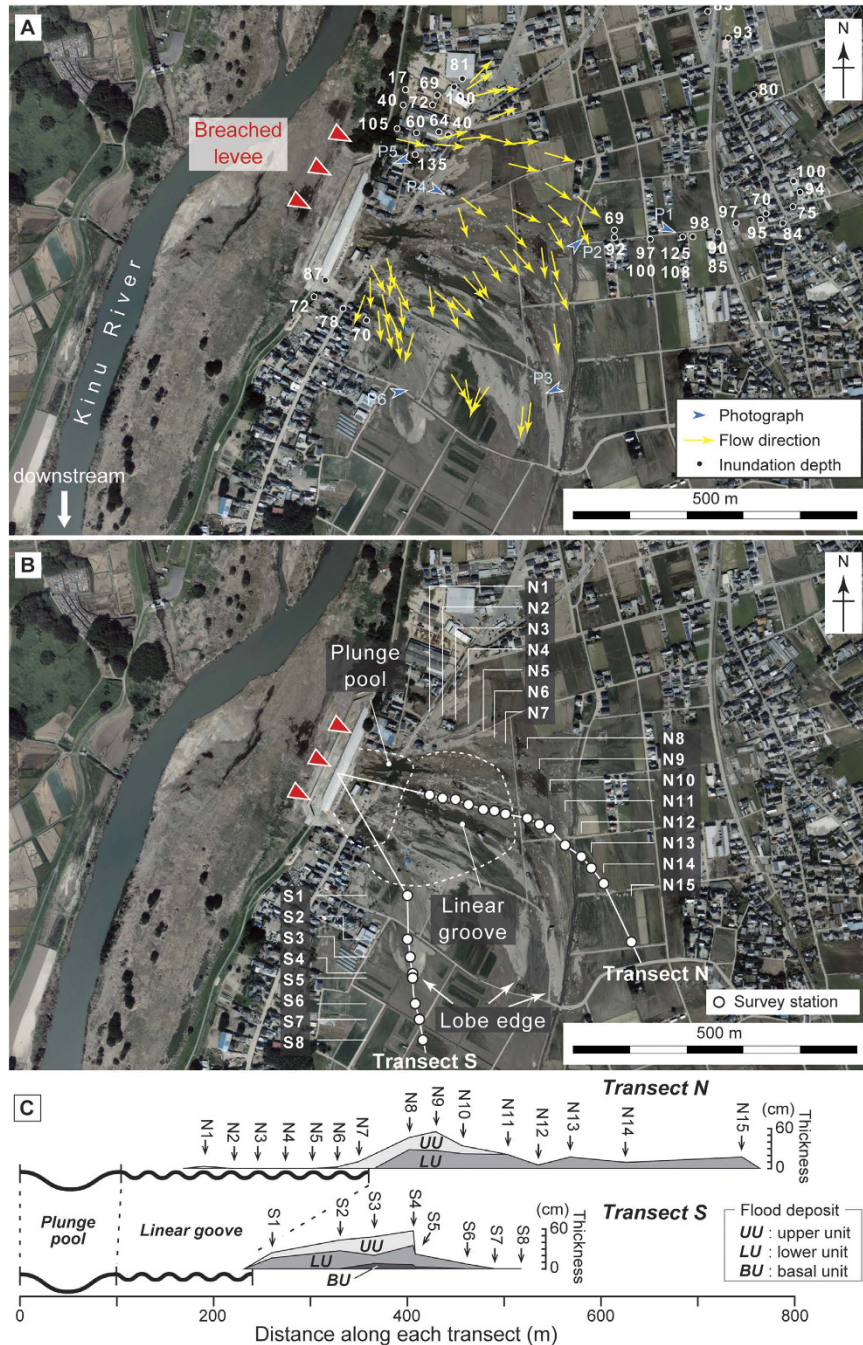 A
N
83
93
81
80
17
69
100
40
72
105
60
64
40
Breached
levee
P5
135
P4
100
94
70
75
69
P1
98
97
95
84
P2
92
97
125
90
100
108
85
87
72
78
70
P3
P6
Kinu River
downstream
Photograph
Flow direction
Inundation depth
500 m
B
N
N1
N2
N3
N4
N5
N6
N7
Plunge
pool
N8
N9
N10
N11
N12
N13
N14
N15
S1
S2
S3
S4
S5
S6
S7
S8
Linear
groove
Transect N
Lobe edge
Survey station
Transect S
500 m
C
Transect N
N1
N2
N3
N4
N5
N6
N7
N8
N9
N10
N11
N12
N13
N14
N15
(cm)
60
0
Thickness
UU
LU
Plunge
pool
Linear goove
Transect S
S1
S2
S3
S4
S5
S6
S7
S8
(cm)
60
0
Thickness
UU
LU
BU
Flood deposit
UU : upper unit
LU : lower unit
BU : basal unit
0 200 400 600 800
Distance along each transect (m)